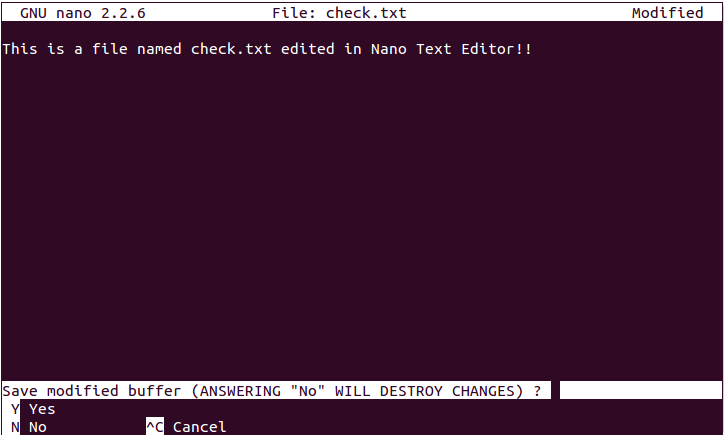 GNU nano 2.2.6 File: check.txt Modified
This is a file named check.txt edited in Nano Text Editor!!
Save modified buffer (ANSWERING "No" WILL DESTROY CHANGES) ?
Y Yes
N No ^C Cancel